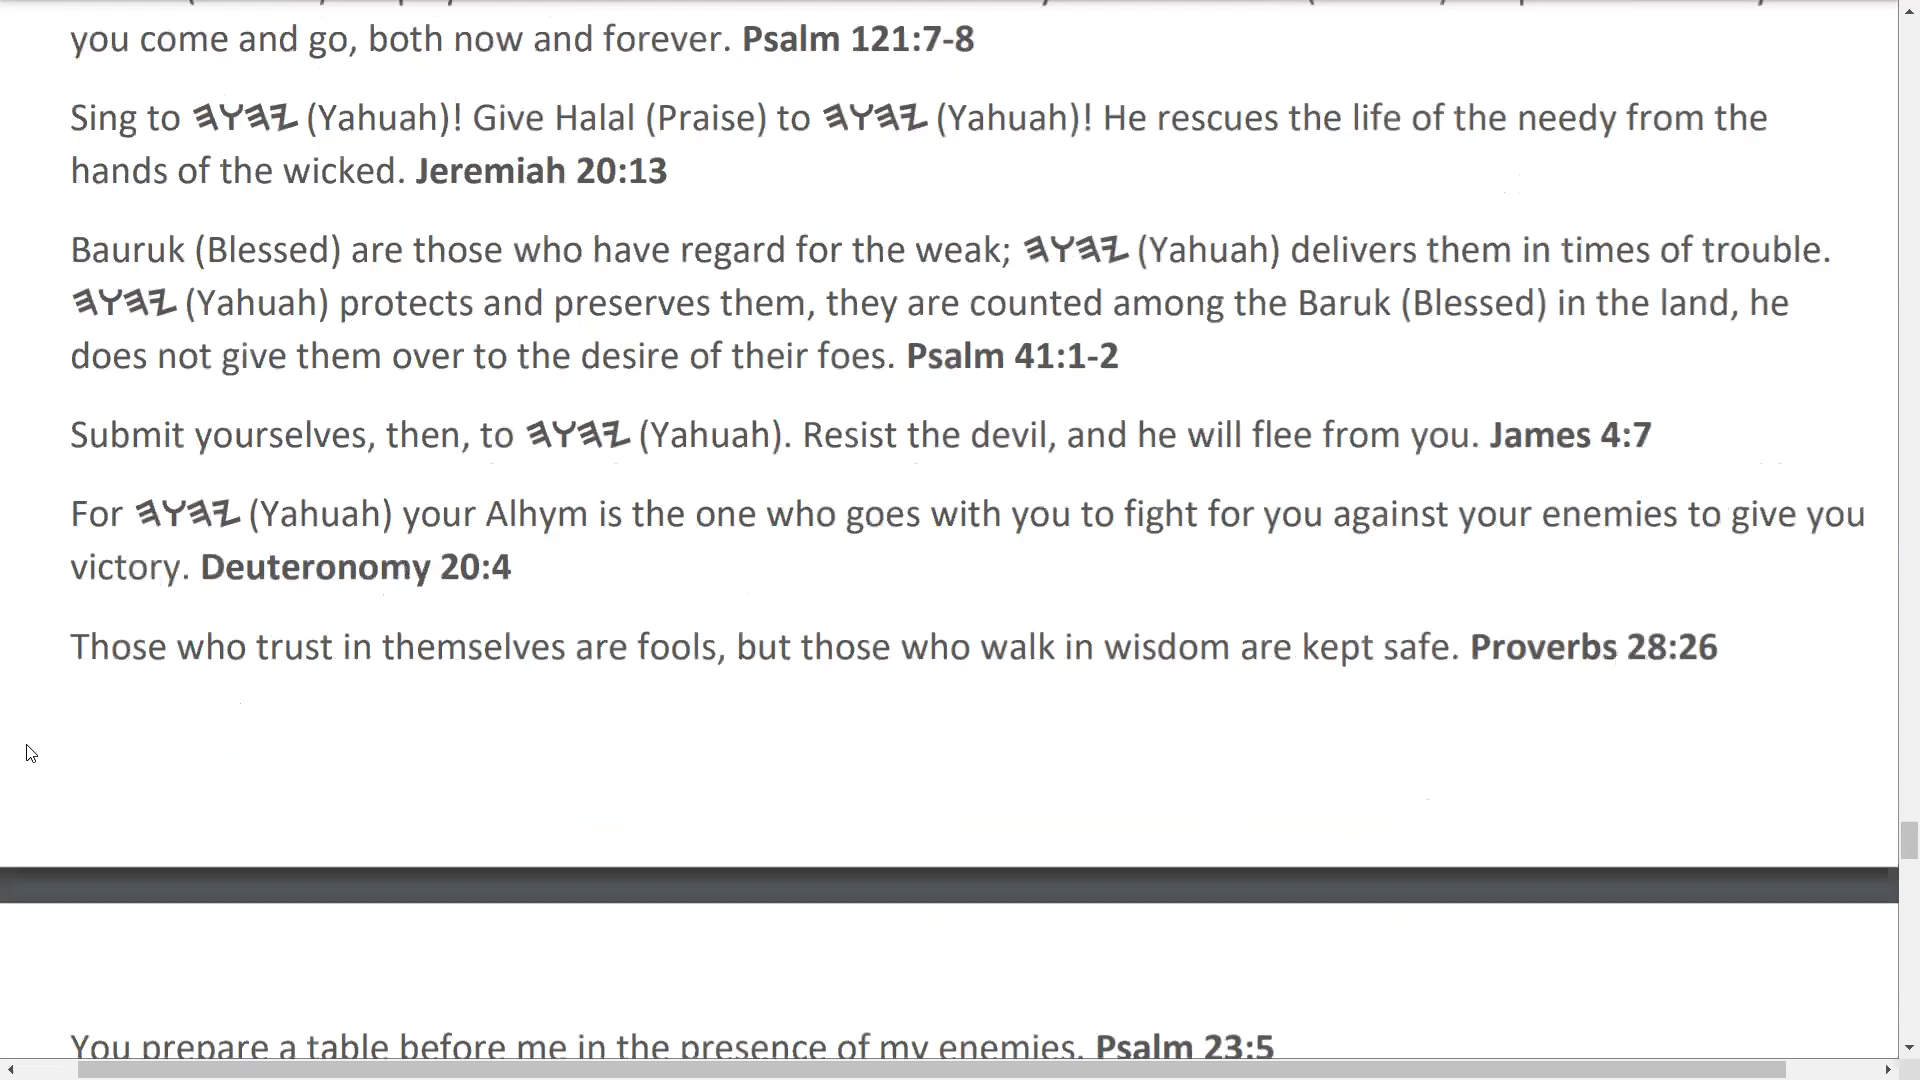 you come and go, both now and forever. Psalm 121:7-8
Sing to 𐤉𐤄𐤅𐤄 (Yahuah)! Give Halal (Praise) to 𐤉𐤄𐤅𐤄 (Yahuah)! He rescues the life of the needy from the
hands of the wicked. Jeremiah 20:13
Bauruk (Blessed) are those who have regard for the weak; 𐤉𐤄𐤅𐤄 (Yahuah) delivers them in times of trouble.
𐤉𐤄𐤅𐤄 (Yahuah) protects and preserves them, they are counted among the Baruk (Blessed) in the land, he
does not give them over to the desire of their foes. Psalm 41:1-2
Submit yourselves, then, to 𐤉𐤄𐤅𐤄 (Yahuah). Resist the devil, and he will flee from you. James 4:7
For 𐤉𐤄𐤅𐤄 (Yahuah) your Alhym is the one who goes with you to fight for you against your enemies to give you
victory. Deuteronomy 20:4
Those who trust in themselves are fools, but those who walk in wisdom are kept safe. Proverbs 28:26
You prepare a table before me in the presence of my enemies. Psalm 23:5